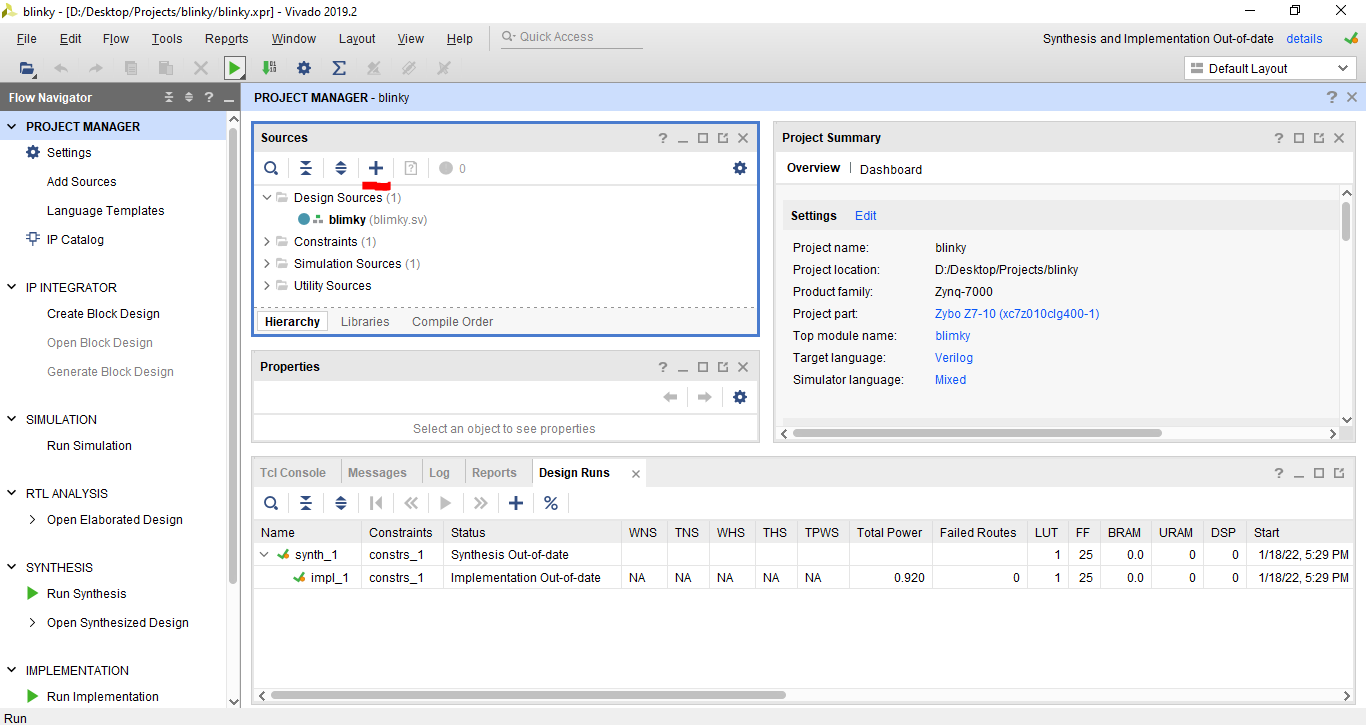 blinky - [D:/Desktop/Projects/blinky/blinky.xpr] - Vivado 2019.2
File Edit Flow Tools Reports Window Layout View Help Quick Access
Synthesis and Implementation Out-of-date details
Default Layout
Flow Navigator
PROJECT MANAGER
Settings
Add Sources
Language Templates
IP Catalog
IP INTEGRATOR
Create Block Design
Open Block Design
Generate Block Design
SIMULATION
Run Simulation
RTL ANALYSIS
Open Elaborated Design
SYNTHESIS
Run Synthesis
Open Synthesized Design
IMPLEMENTATION
Run Implementation
PROJECT MANAGER - blinky
Sources
0
Design Sources (1)
blimky (blimky.sv)
Constraints (1)
Simulation Sources (1)
Utility Sources
Hierarchy Libraries Compile Order
Properties
Select an object to see properties
Project Summary
Overview Dashboard
Settings Edit
Project name: blinky
Project location: D:/Desktop/Projects/blinky
Product family: Zynq-7000
Project part: Zybo Z7-10 (xc7z010clg400-1)
Top module name: blimky
Target language: Verilog
Simulator language: Mixed
Tcl Console Messages Log Reports Design Runs
Name Constraints Status WNS TNS WHS THS TPWS Total Power Failed Routes LUT FF BRAM URAM DSP Start
synth_1 constrs_1 Synthesis Out-of-date 1 25 0.0 0 0 1/18/22, 5:29 PM
impl_1 constrs_1 Implementation Out-of-date NA NA NA NA NA 0.920 0 1 25 0.0 0 0 1/18/22, 5:29 PM
Run